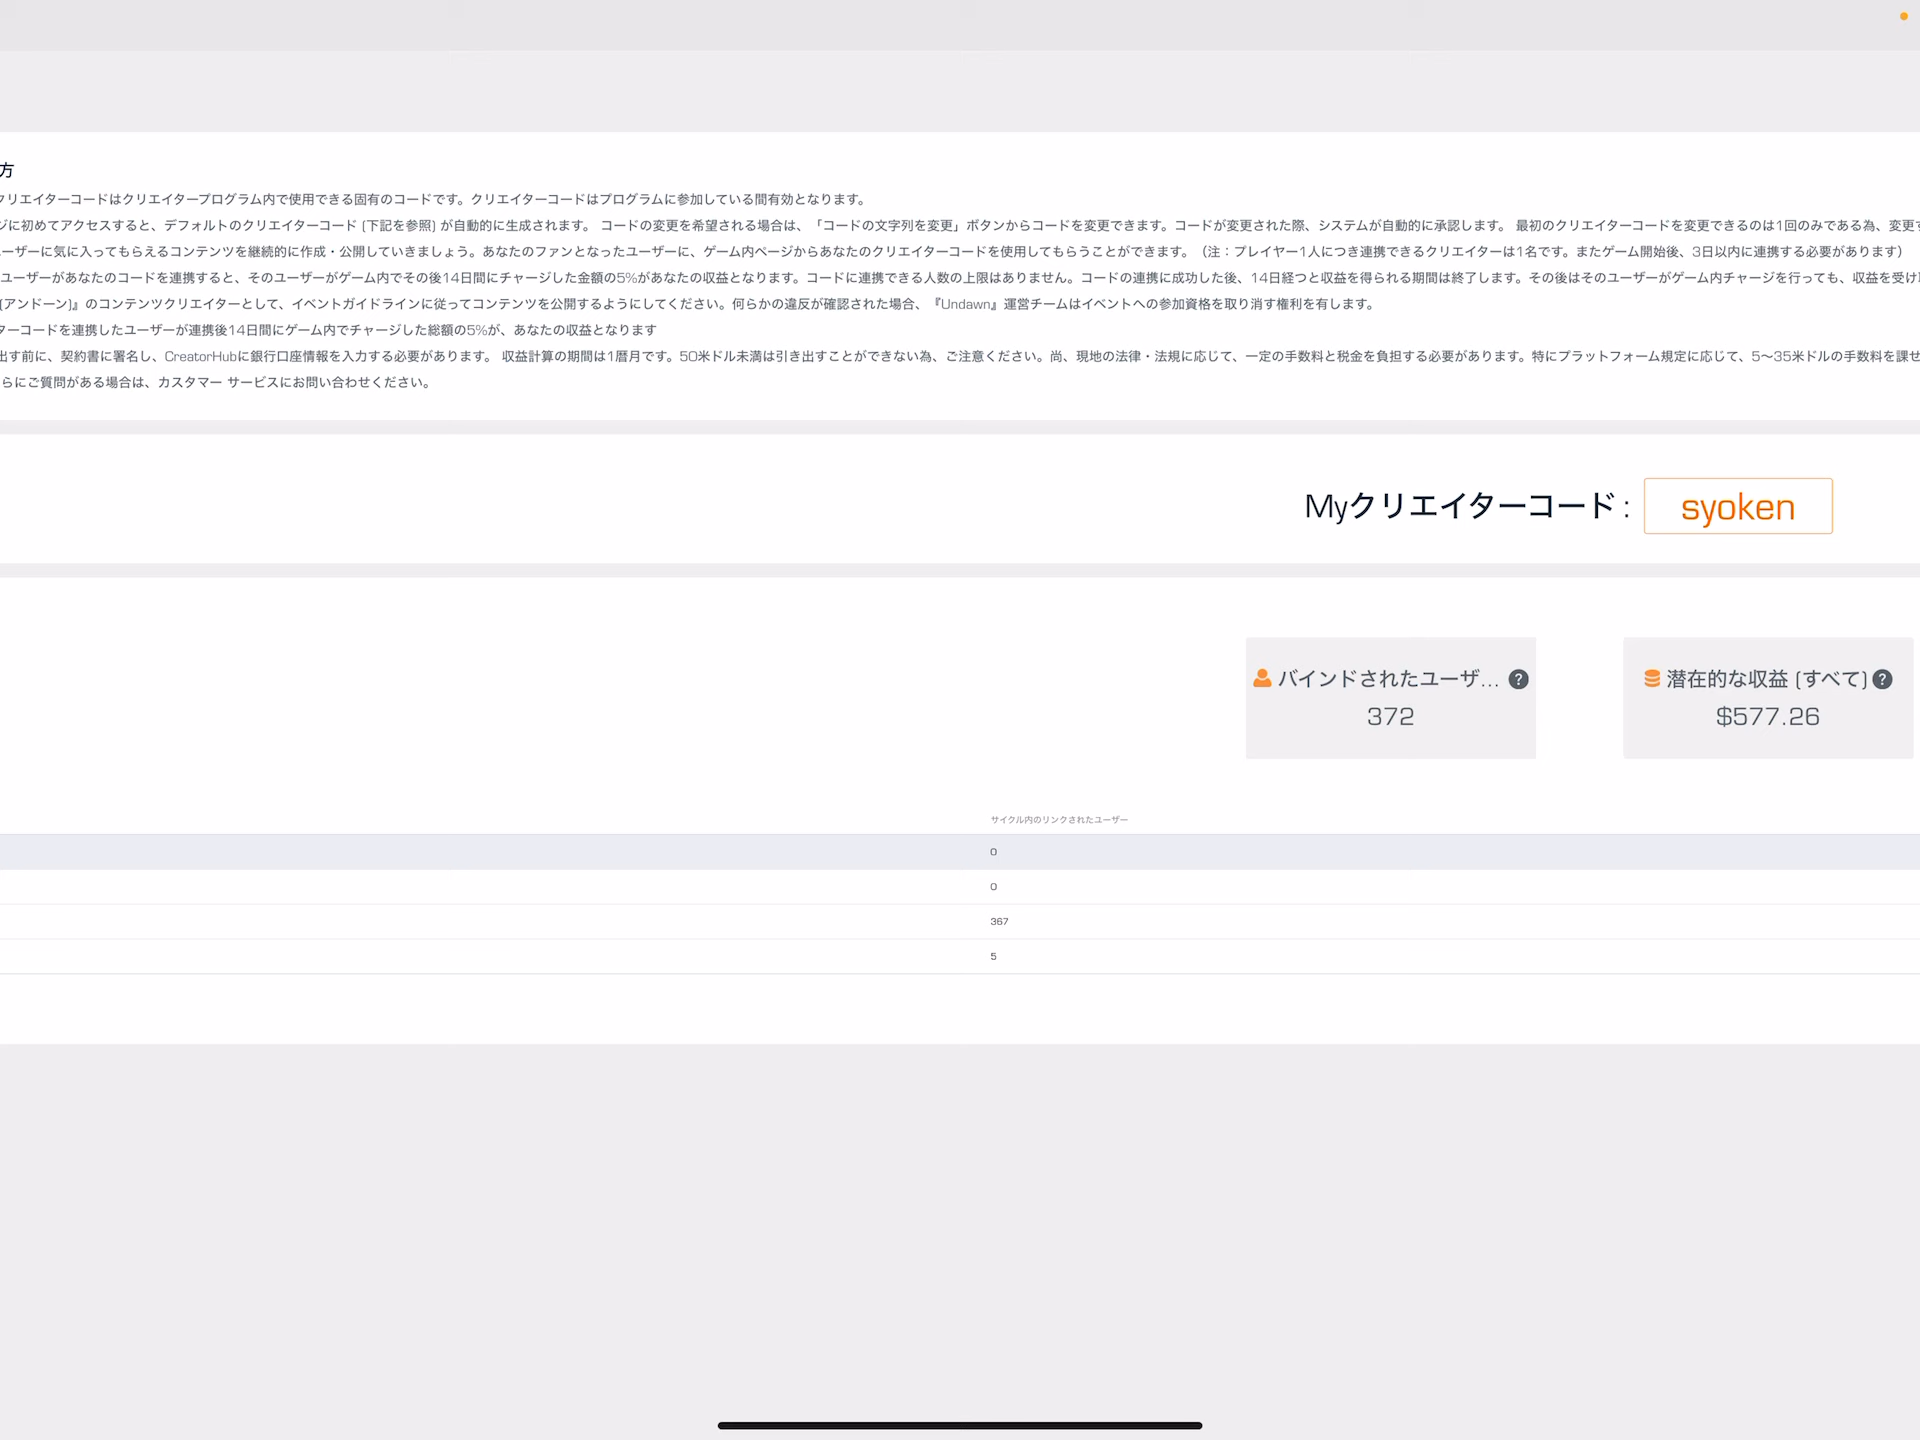 方
クリエイターコードはクリエイタープログラム内で使用できる固有のコードです。クリエイターコードはプログラムに参加している間有効となります。
ジに初めてアクセスすると、デフォルトのクリエイターコード (下記を参照) が自動的に生成されます。 コードの変更を希望される場合は、「コードの文字列を変更」ボタンからコードを変更できます。コードが変更された際、システムが自動的に承認します。 最初のクリエイターコードを変更できるのは1回のみである為、変更す
ーザーに気に入ってもらえるコンテンツを継続的に作成・公開していきましょう。あなたのファンとなったユーザーに、ゲーム内ページからあなたのクリエイターコードを使用してもらうことができます。（注：プレイヤー1人につき連携できるクリエイターは1名です。またゲーム開始後、3日以内に連携する必要があります）
ユーザーがあなたのコードを連携すると、そのユーザーがゲーム内でその後14日間にチャージした金額の5%があなたの収益となります。コードに連携できる人数の上限はありません。コードの連携に成功した後、14日経つと収益を得られる期間は終了します。その後はそのユーザーがゲーム内チャージを行っても、収益を受け
(アンドーン)』のコンテンツクリエイターとして、イベントガイドラインに従ってコンテンツを公開するようにしてください。何らかの違反が確認された場合、『Undawn』運営チームはイベントへの参加資格を取り消す権利を有します。
ターコードを連携したユーザーが連携後14日間にゲーム内でチャージした総額の5%が、あなたの収益となります
出す前に、契約書に署名し、CreatorHubに銀行口座情報を入力する必要があります。 収益計算の期間は1暦月です。50米ドル未満は引き出すことができない為、ご注意ください。尚、現地の法律・法規に応じて、一定の手数料と税金を負担する必要があります。特にプラットフォーム規定に応じて、5〜35米ドルの手数料を課せ
らにご質問がある場合は、カスタマー サービスにお問い合わせください。
Myクリエイターコード : syoken
バインドされたユーザ... ?
372
潜在的な収益 (すべて) ?
$577.26
サイクル内のリンクされたユーザー
0
0
367
5